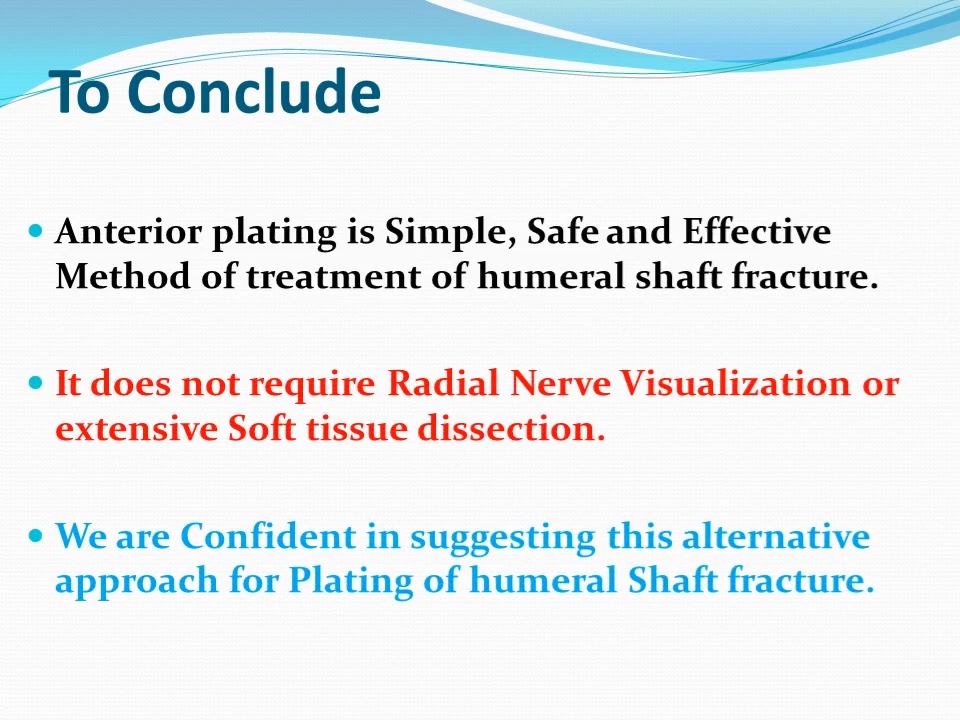 To Conclude
Anterior plating is Simple, Safe and Effective
Method of treatment of humeral shaft fracture.
It does not require Radial Nerve Visualization or
extensive Soft tissue dissection.
We are Confident in suggesting this alternative
approach for Plating of humeral Shaft fracture.